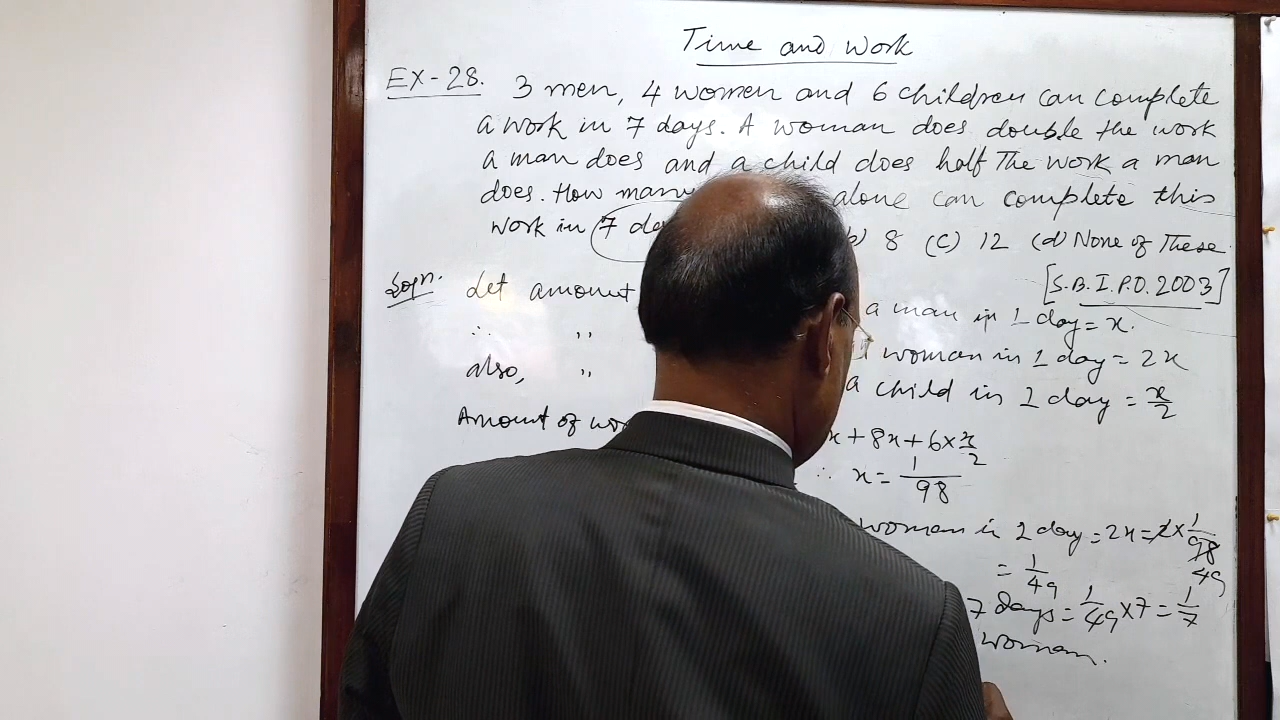 Time and Work
EX-28. 3 men, 4 women and 6 children can complete
a work in 7 days. A woman does double the work
a man does and a child does half The work a man
does. How many alone can complete this
work in 7 8 (c) 12 (d) None of These
[S.B.I.P.O. 2003]
Sol^n. Let amount a man in 1 day = x.
∴ ,, woman in 1 day = 2x
also, ,, a child in 1 day = x/2
Amount of x + 8x + 6 × x/2
∴ x = 1/98
woman in 1 day = 2x = 2 × 1/98 49
= 1/49
7 days = 1/49 × 7 = 1/7
woman.